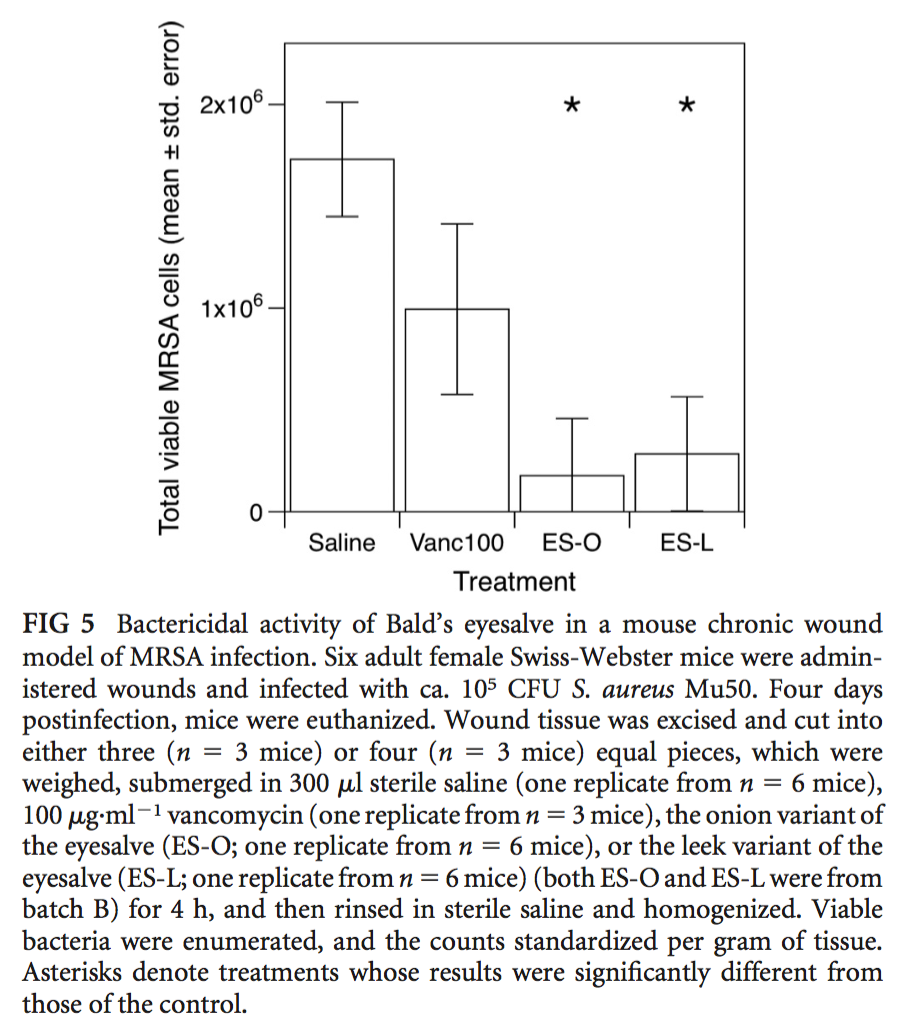 Total viable MRSA cells (mean ± std. error)
2x10⁶
* *
1x10⁶
0
Saline Vanc100 ES-O ES-L
Treatment
FIG 5 Bactericidal activity of Bald’s eyesalve in a mouse chronic wound
model of MRSA infection. Six adult female Swiss-Webster mice were admin-
istered wounds and infected with ca. 10⁵ CFU S. aureus Mu50. Four days
postinfection, mice were euthanized. Wound tissue was excised and cut into
either three (n = 3 mice) or four (n = 3 mice) equal pieces, which were
weighed, submerged in 300 μl sterile saline (one replicate from n = 6 mice),
100 μg·ml⁻¹ vancomycin (one replicate from n = 3 mice), the onion variant of
the eyesalve (ES-O; one replicate from n = 6 mice), or the leek variant of the
eyesalve (ES-L; one replicate from n = 6 mice) (both ES-O and ES-L were from
batch B) for 4 h, and then rinsed in sterile saline and homogenized. Viable
bacteria were enumerated, and the counts standardized per gram of tissue.
Asterisks denote treatments whose results were significantly different from
those of the control.